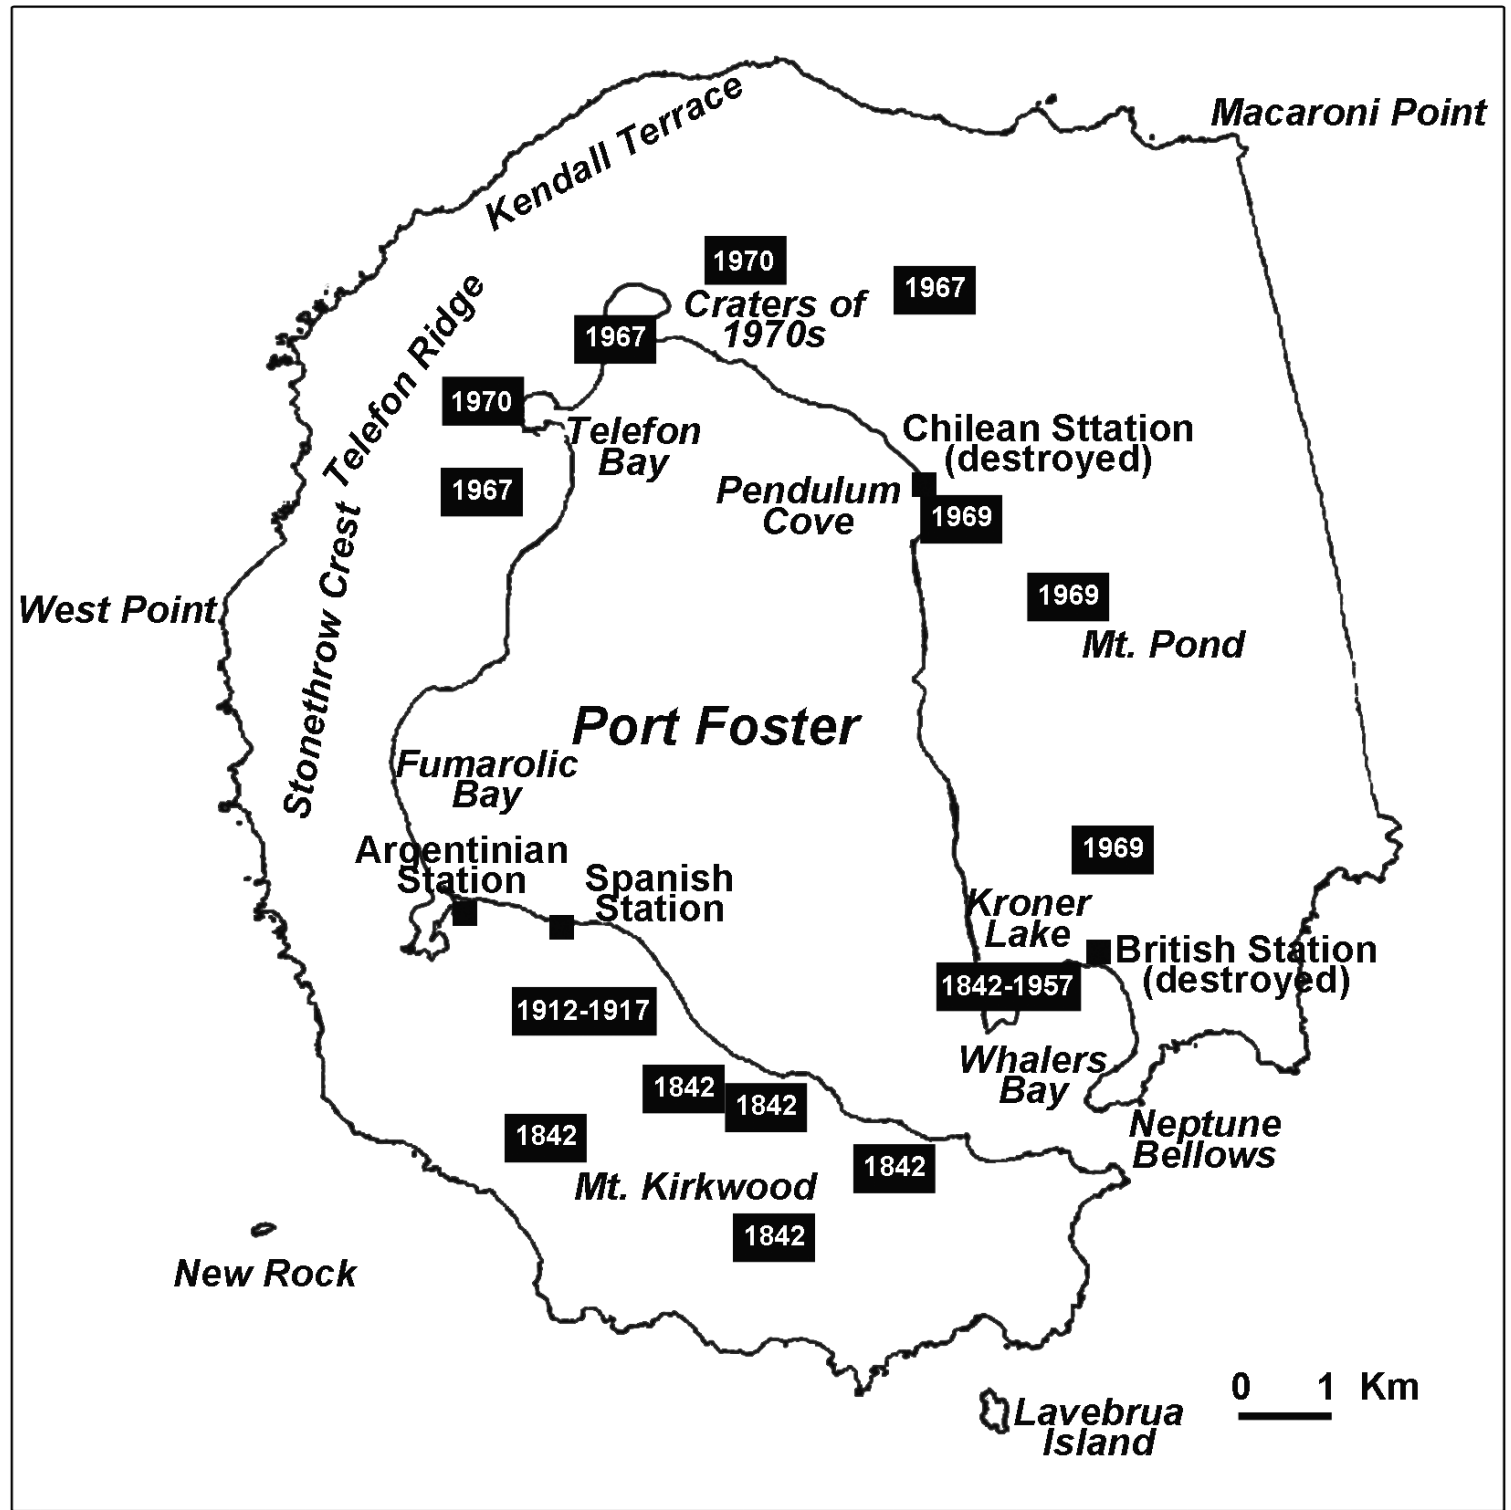 Macaroni Point
Kendall Terrace
1970
1967
Craters of
1970s
1967
Telefon Ridge
1970
Telefon
Bay
Chilean Sttation
(destroyed)
1967
Pendulum
Cove
1969
Stonethrow Crest
West Point
1969
Mt. Pond
Port Foster
Fumarolic
Bay
Argentinian
Station
Spanish
Station
1969
Kroner
Lake
British Station
(destroyed)
1842-1957
1912-1917
Whalers
Bay
1842
1842
Neptune
Bellows
1842
1842
Mt. Kirkwood
1842
New Rock
0 1 Km
Lavebrua
Island